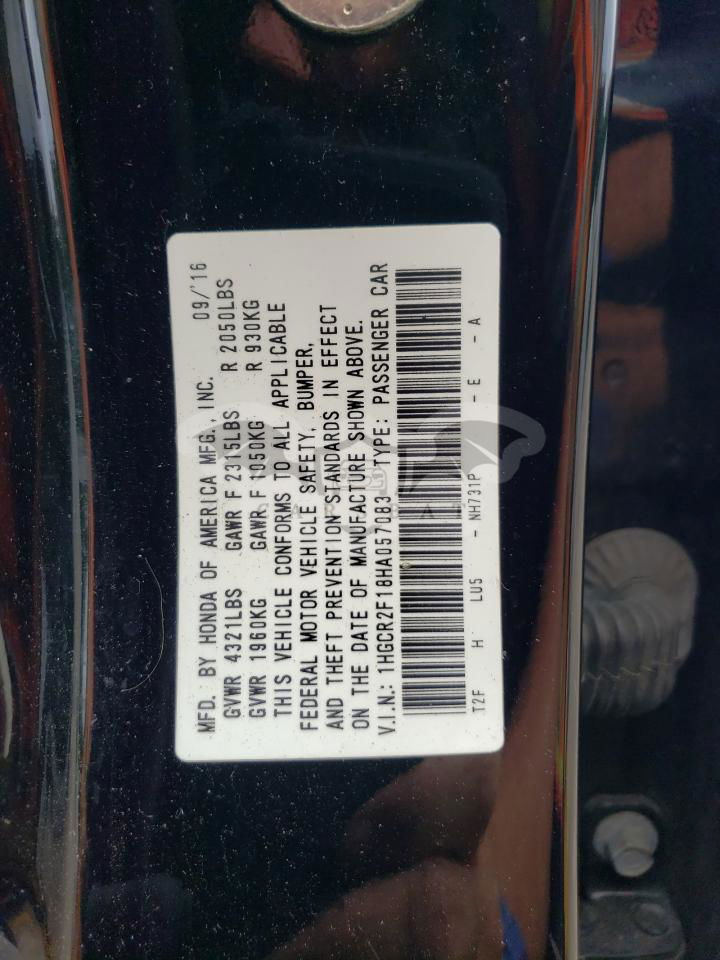 MFD. BY HONDA OF AMERICA MFG., INC. 09/'16
GVWR 4321LBS GAWR F 2315LBS R 2050LBS
GVWR 1960KG GAWR F 1050KG R 930KG
THIS VEHICLE CONFORMS TO ALL APPLICABLE
FEDERAL MOTOR VEHICLE SAFETY, BUMPER,
AND THEFT PREVENTION STANDARDS IN EFFECT
ON THE DATE OF MANUFACTURE SHOWN ABOVE.
V.I.N.: 1HGCR2F18HA057083 TYPE: PASSENGER CAR
T2F H LU5 - NH731P - E - A